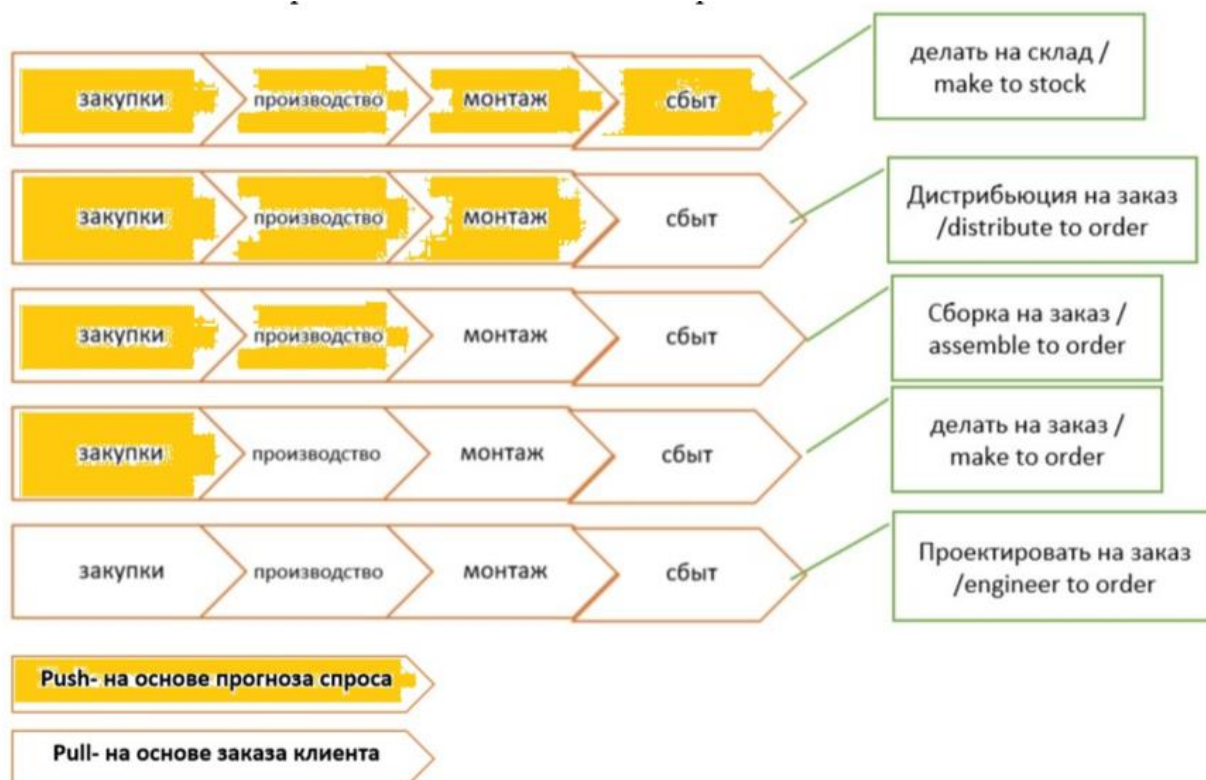 закупки
производство
монтаж
сбыт
делать на склад /
make to stock
закупки
производство
монтаж
сбыт
Дистрибьюция на заказ
/distribute to order
закупки
производство
монтаж
сбыт
Сборка на заказ /
assemble to order
закупки
производство
монтаж
сбыт
делать на заказ /
make to order
закупки
производство
монтаж
сбыт
Проектировать на заказ
/engineer to order
Push- на основе прогноза спроса
Pull- на основе заказа клиента